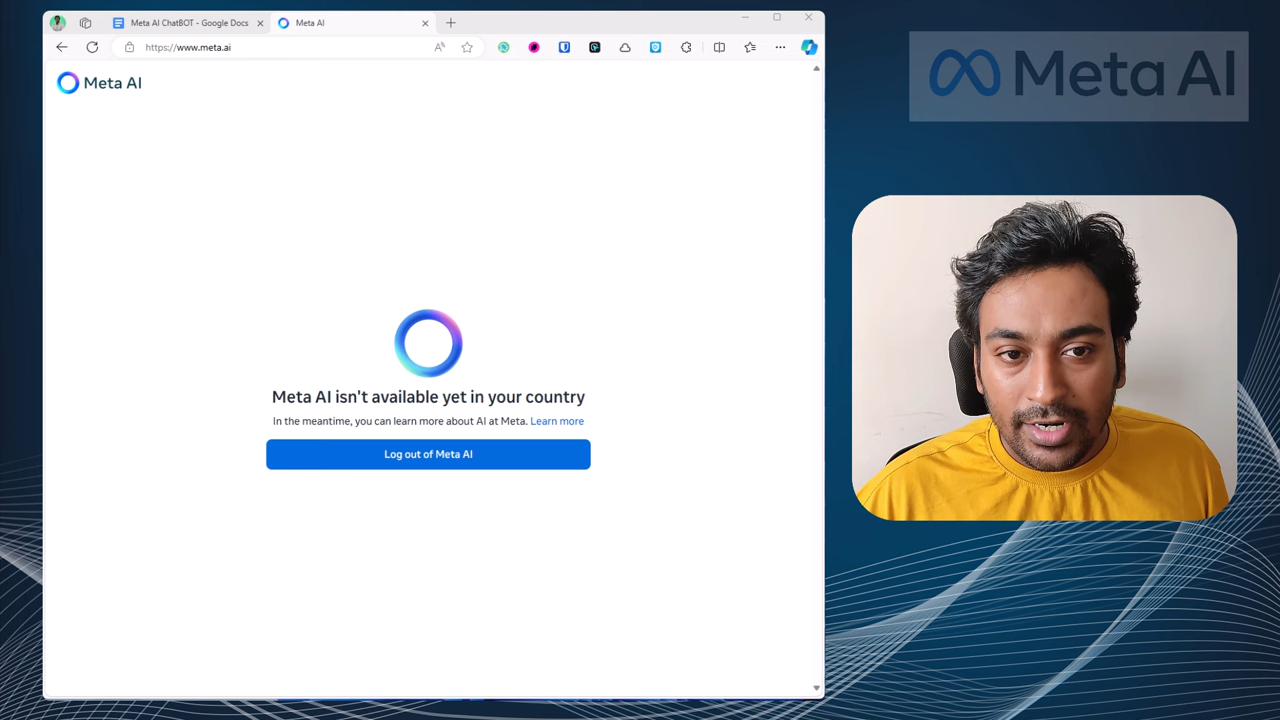 Meta AI ChatBOT - Google Docs
Meta AI
https://www.meta.ai
Meta AI
Meta AI
Meta AI isn't available yet in your country
In the meantime, you can learn more about AI at Meta. Learn more
Log out of Meta AI